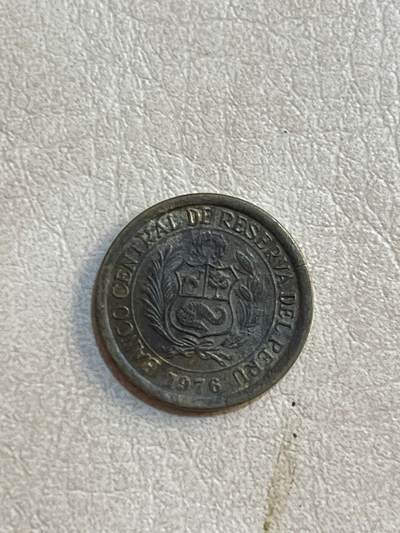 BANCO CENTRAL DE RESERVA DEL PERU
1976